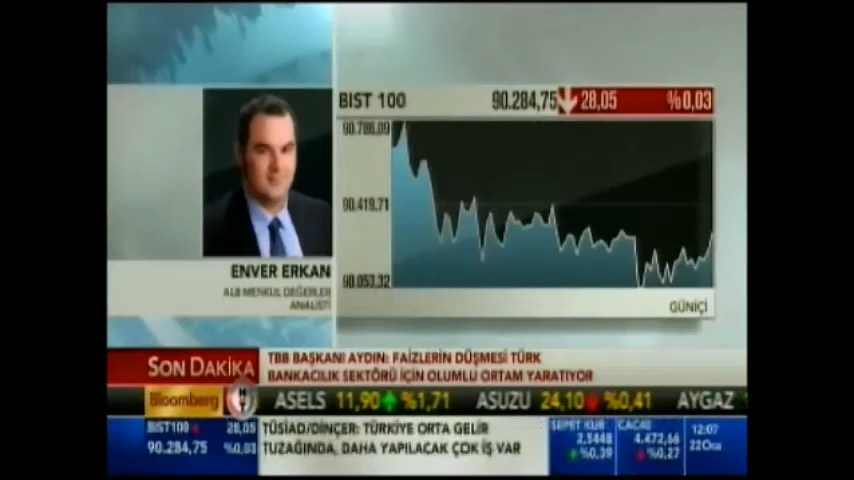 BIST 100 90.284,75 28,05 %0,03
90.786,09
90.419,71
90.053,32
GÜNİÇİ
ENVER ERKAN
ALB MENKUL DEĞERLER
ANALİSTİ
SON DAKİKA
TBB BAŞKANI AYDIN: FAİZLERİN DÜŞMESİ TÜRK
BANKACILIK SEKTÖRÜ İÇİN OLUMLU ORTAM YARATIYOR
Bloomberg HT ASELS 11,90 %1,71 ASUZU 24,10 %0,41 AYGAZ
BIST100 28,05
90.284,75 %0,03
TÜSİAD/DİNÇER: TÜRKİYE ORTA GELİR
TUZAĞINDA, DAHA YAPILACAK ÇOK İŞ VAR
SEPET KUR
2,5448
%0,39
CAC40
4.472,66
%0,27
12:07
22 Oca